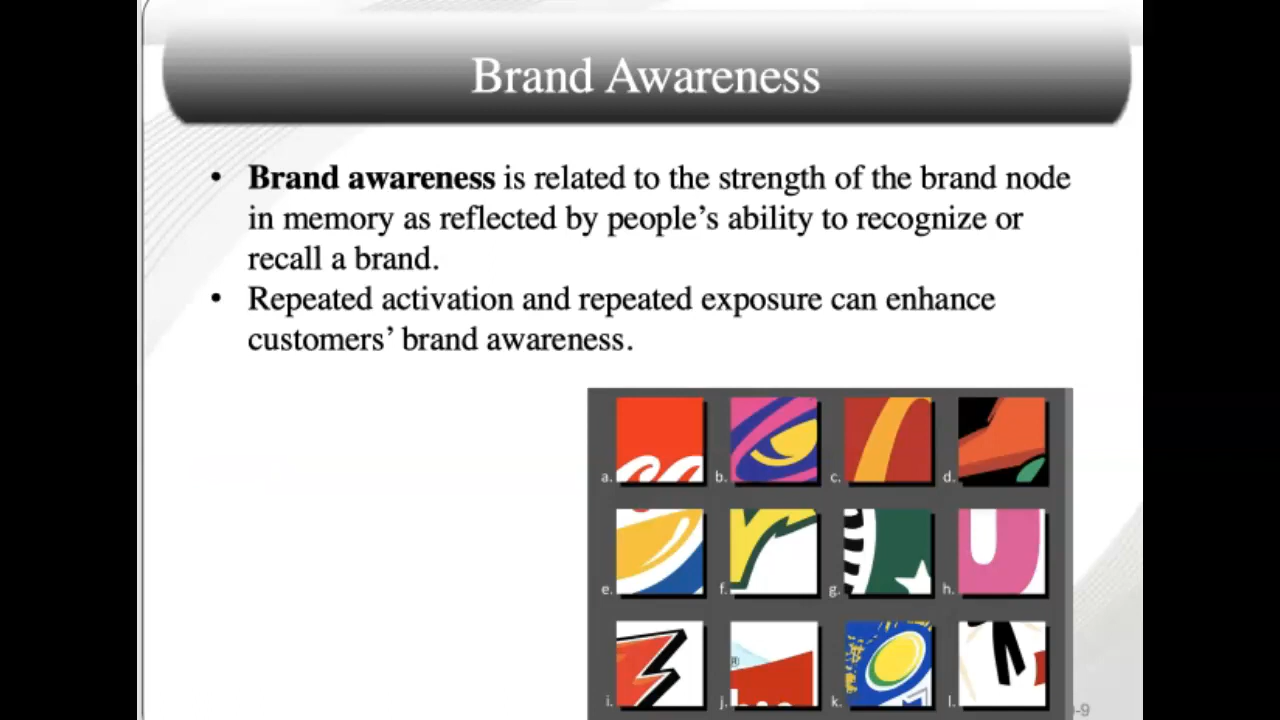 Brand Awareness
• Brand awareness is related to the strength of the brand node
in memory as reflected by people’s ability to recognize or
recall a brand.
• Repeated activation and repeated exposure can enhance
customers’ brand awareness.
a. b. c. d.
e. f. g. h.
i. j. k. l.
-9